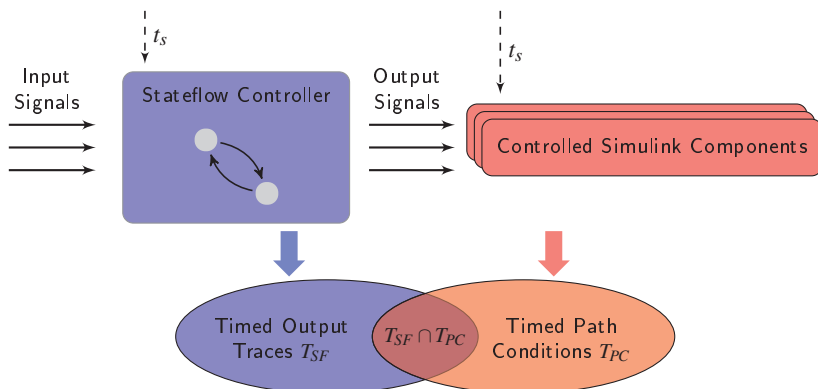 t_s
t_s
Input
Signals
Stateflow Controller
Output
Signals
Controlled Simulink Components
Timed Output
Traces T_SF
T_SF ∩ T_PC
Timed Path
Conditions T_PC